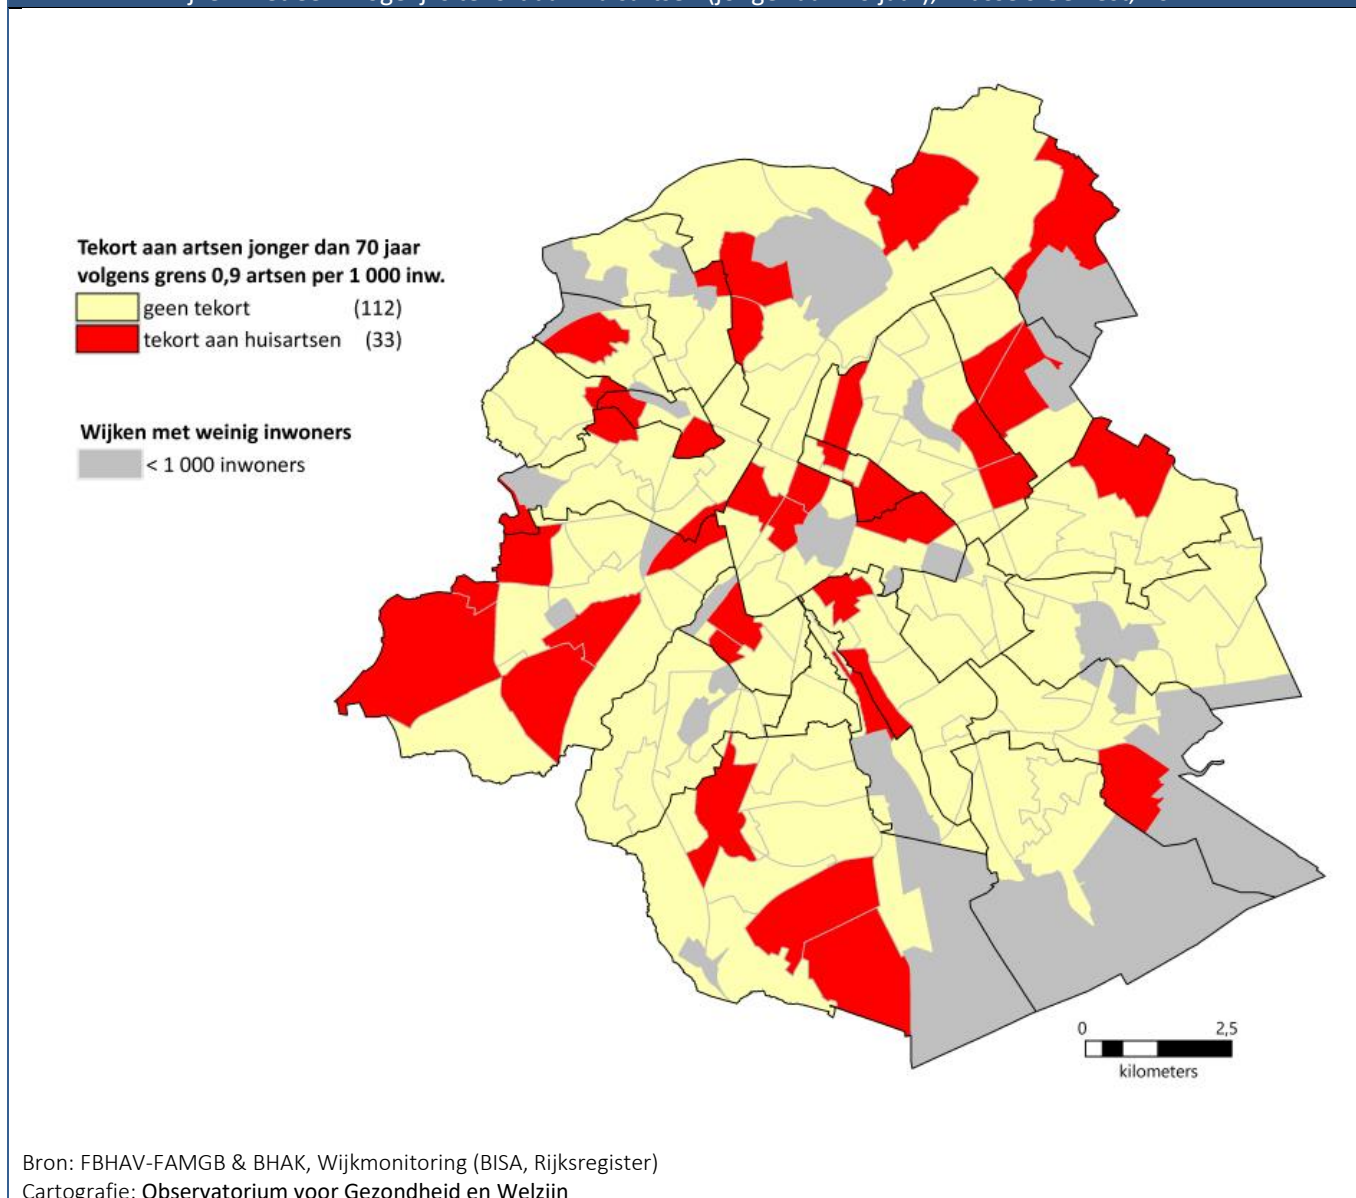 Tekort aan artsen jonger dan 70 jaar
volgens grens 0,9 artsen per 1 000 inw.
geen tekort (112)
tekort aan huisartsen (33)
Wijken met weinig inwoners
< 1 000 inwoners
0 2,5
kilometers
Bron: FBHAV-FAMGB & BHAK, Wijkmonitoring (BISA, Rijksregister)
Cartografie: Observatorium voor Gezondheid en Welzijn